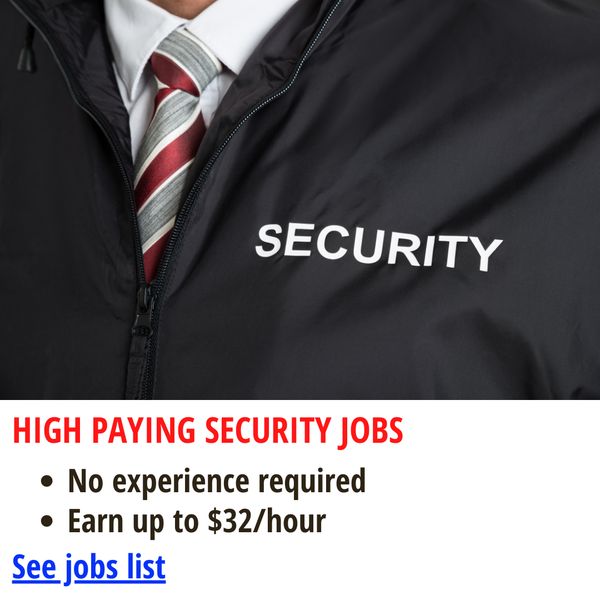 SECURITY
HIGH PAYING SECURITY JOBS
• No experience required
• Earn up to $32/hour
See jobs list